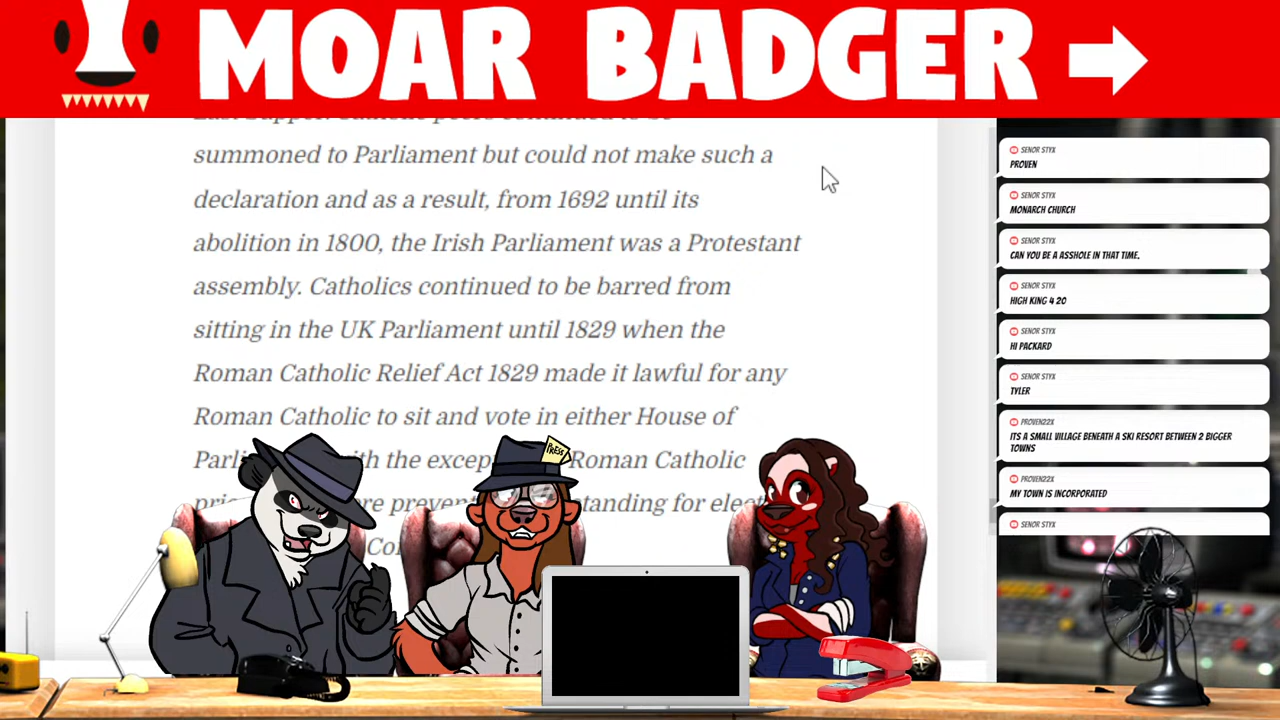 MOAR BADGER
summoned to Parliament but could not make such a
declaration and as a result, from 1692 until its
abolition in 1800, the Irish Parliament was a Protestant
assembly. Catholics continued to be barred from
sitting in the UK Parliament until 1829 when the
Roman Catholic Relief Act 1829 made it lawful for any
Roman Catholic to sit and vote in either House of
Roman Catholic
PRESS
SENOR STYX
PROVEN
SENOR STYX
MONARCH CHURCH
SENOR STYX
CAN YOU BE A ASSHOLE IN THAT TIME.
SENOR STYX
HIGH KING 4 20
SENOR STYX
HI PACKARD
SENOR STYX
TYLER
PROVEN22X
ITS A SMALL VILLAGE BENEATH A SKI RESORT BETWEEN 2 BIGGER
TOWNS
PROVEN22X
MY TOWN IS INCORPORATED
SENOR STYX